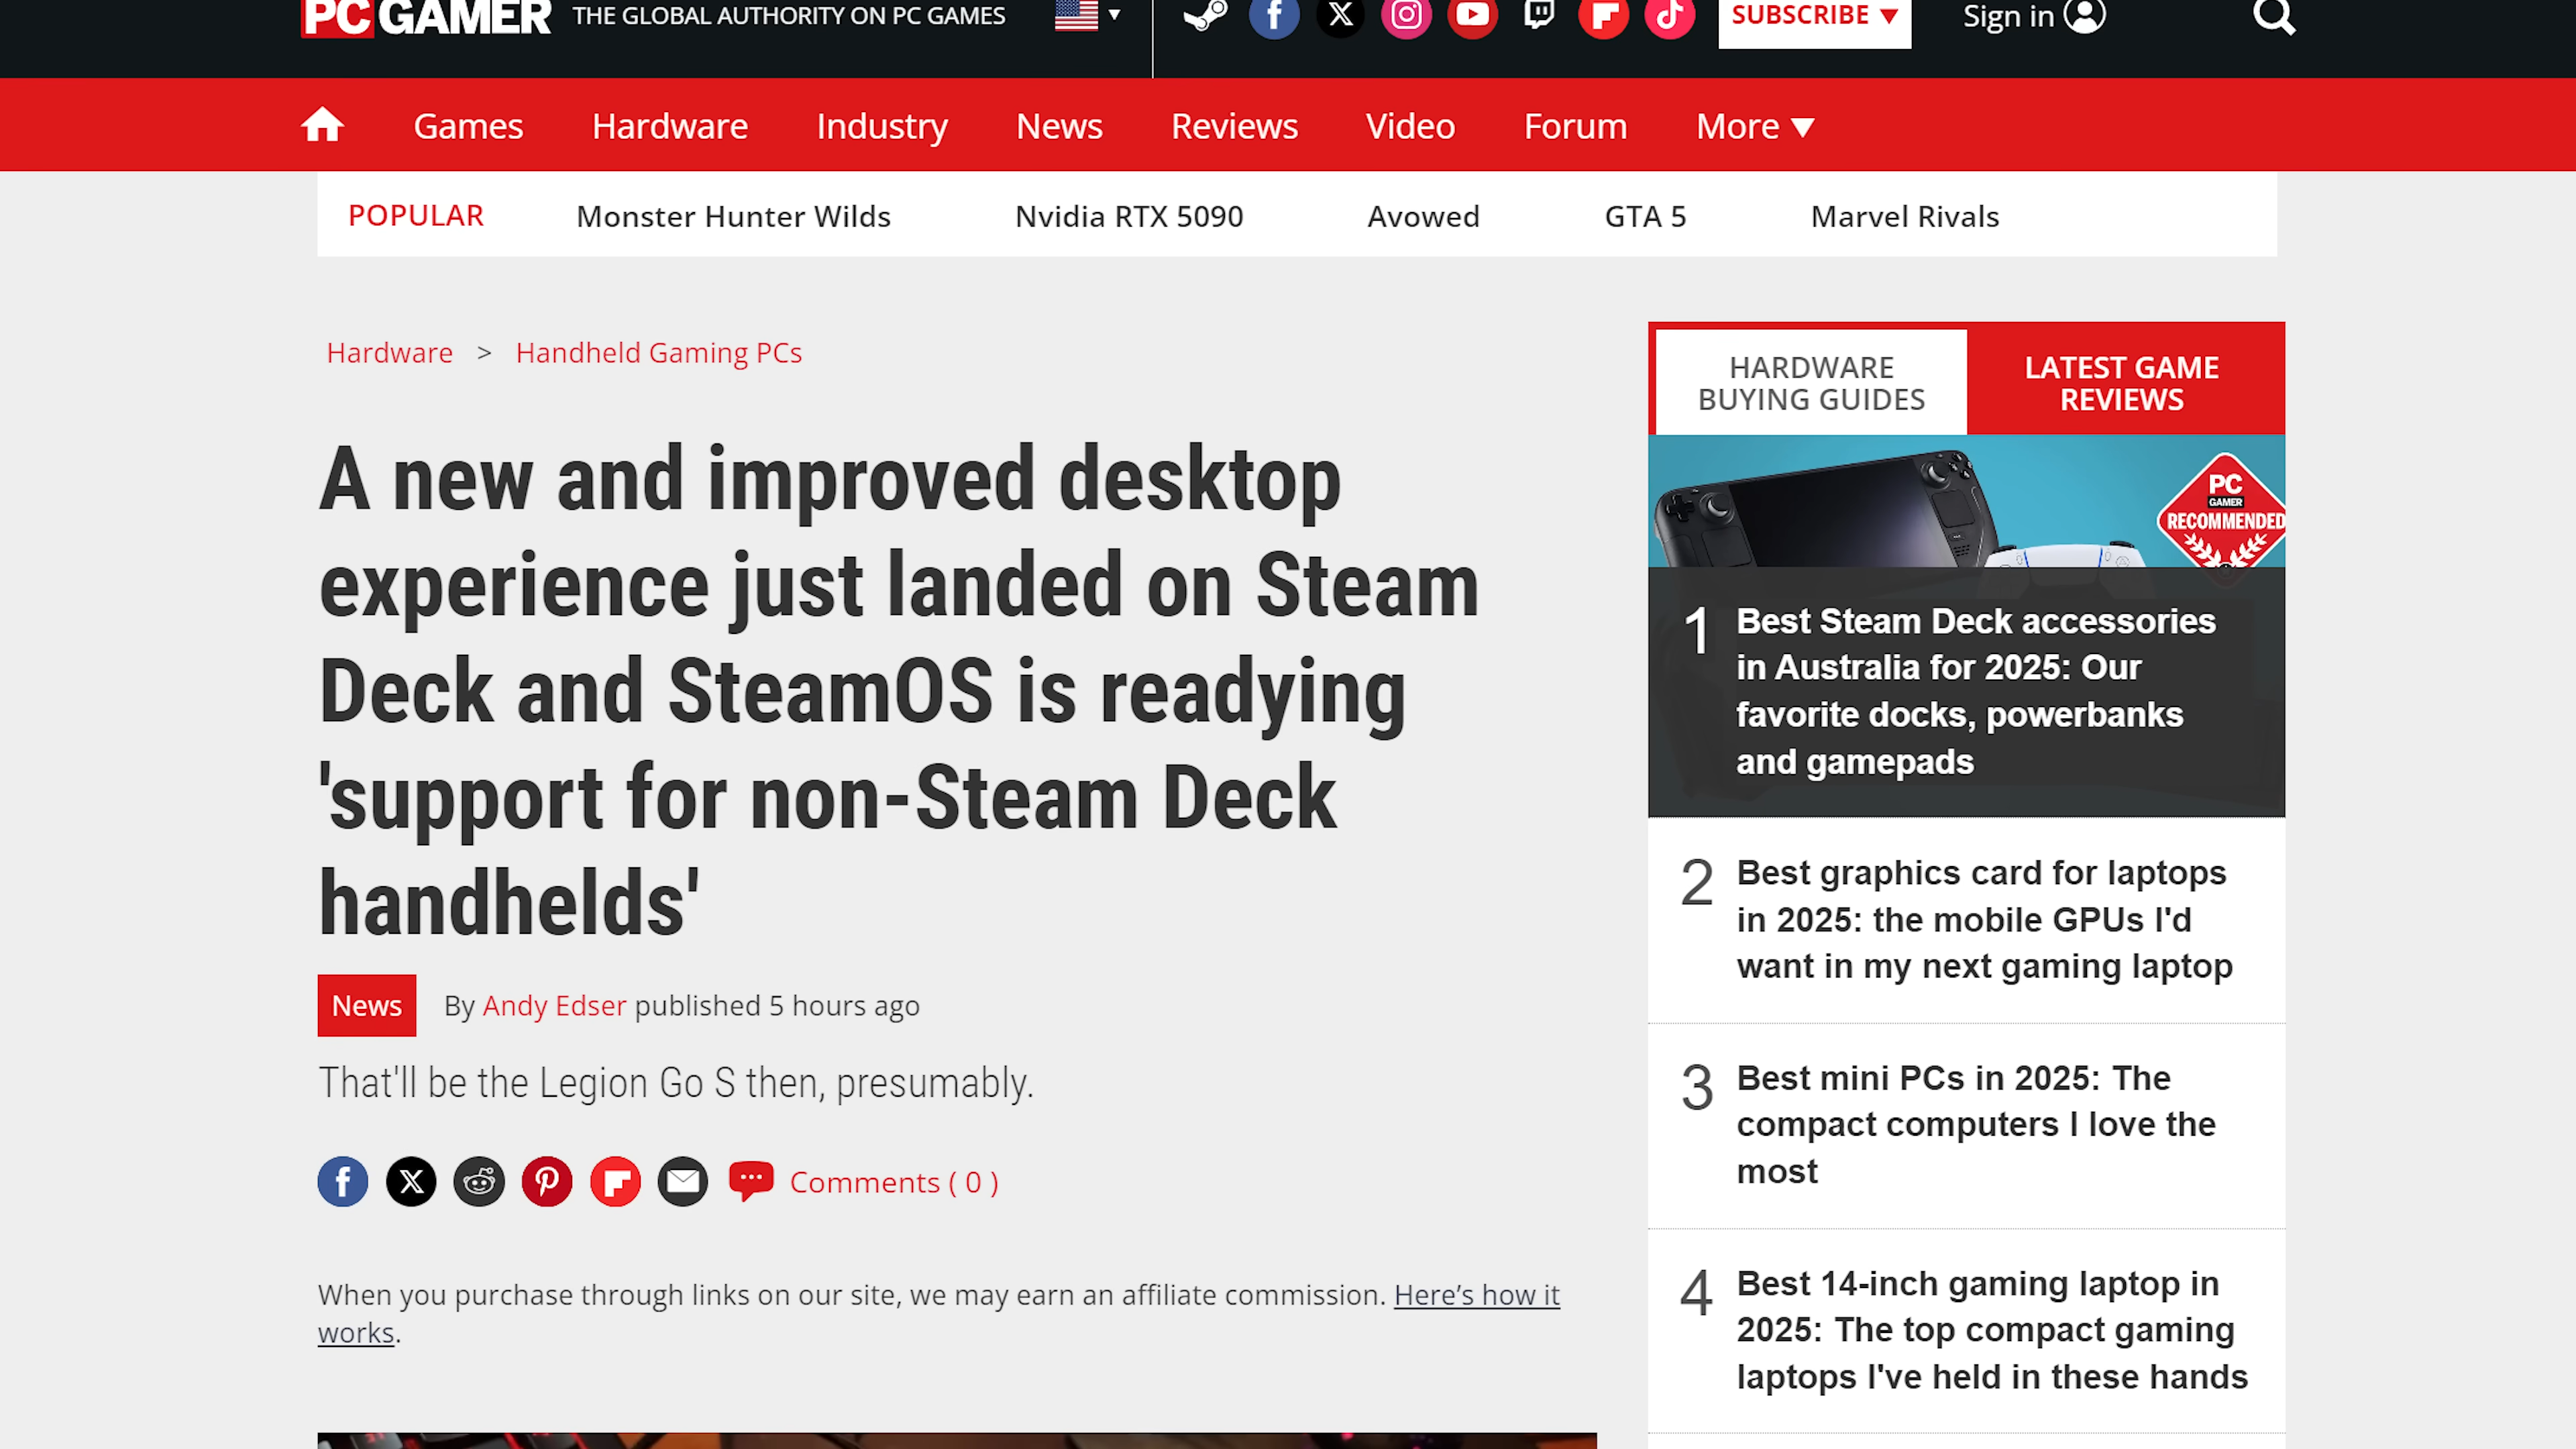 PC GAMER THE GLOBAL AUTHORITY ON PC GAMES SUBSCRIBE Sign in
Games Hardware Industry News Reviews Video Forum More
POPULAR Monster Hunter Wilds Nvidia RTX 5090 Avowed GTA 5 Marvel Rivals
Hardware > Handheld Gaming PCs
A new and improved desktop
experience just landed on Steam
Deck and SteamOS is readying
'support for non-Steam Deck
handhelds'
News By Andy Edser published 5 hours ago
That'll be the Legion Go S then, presumably.
Comments ( 0 )
When you purchase through links on our site, we may earn an affiliate commission. Here’s how it
works.
HARDWARE
BUYING GUIDES
LATEST GAME
REVIEWS
PC
GAMER
RECOMMENDED
1 Best Steam Deck accessories
in Australia for 2025: Our
favorite docks, powerbanks
and gamepads
2 Best graphics card for laptops
in 2025: the mobile GPUs I'd
want in my next gaming laptop
3 Best mini PCs in 2025: The
compact computers I love the
most
4 Best 14-inch gaming laptop in
2025: The top compact gaming
laptops I've held in these hands